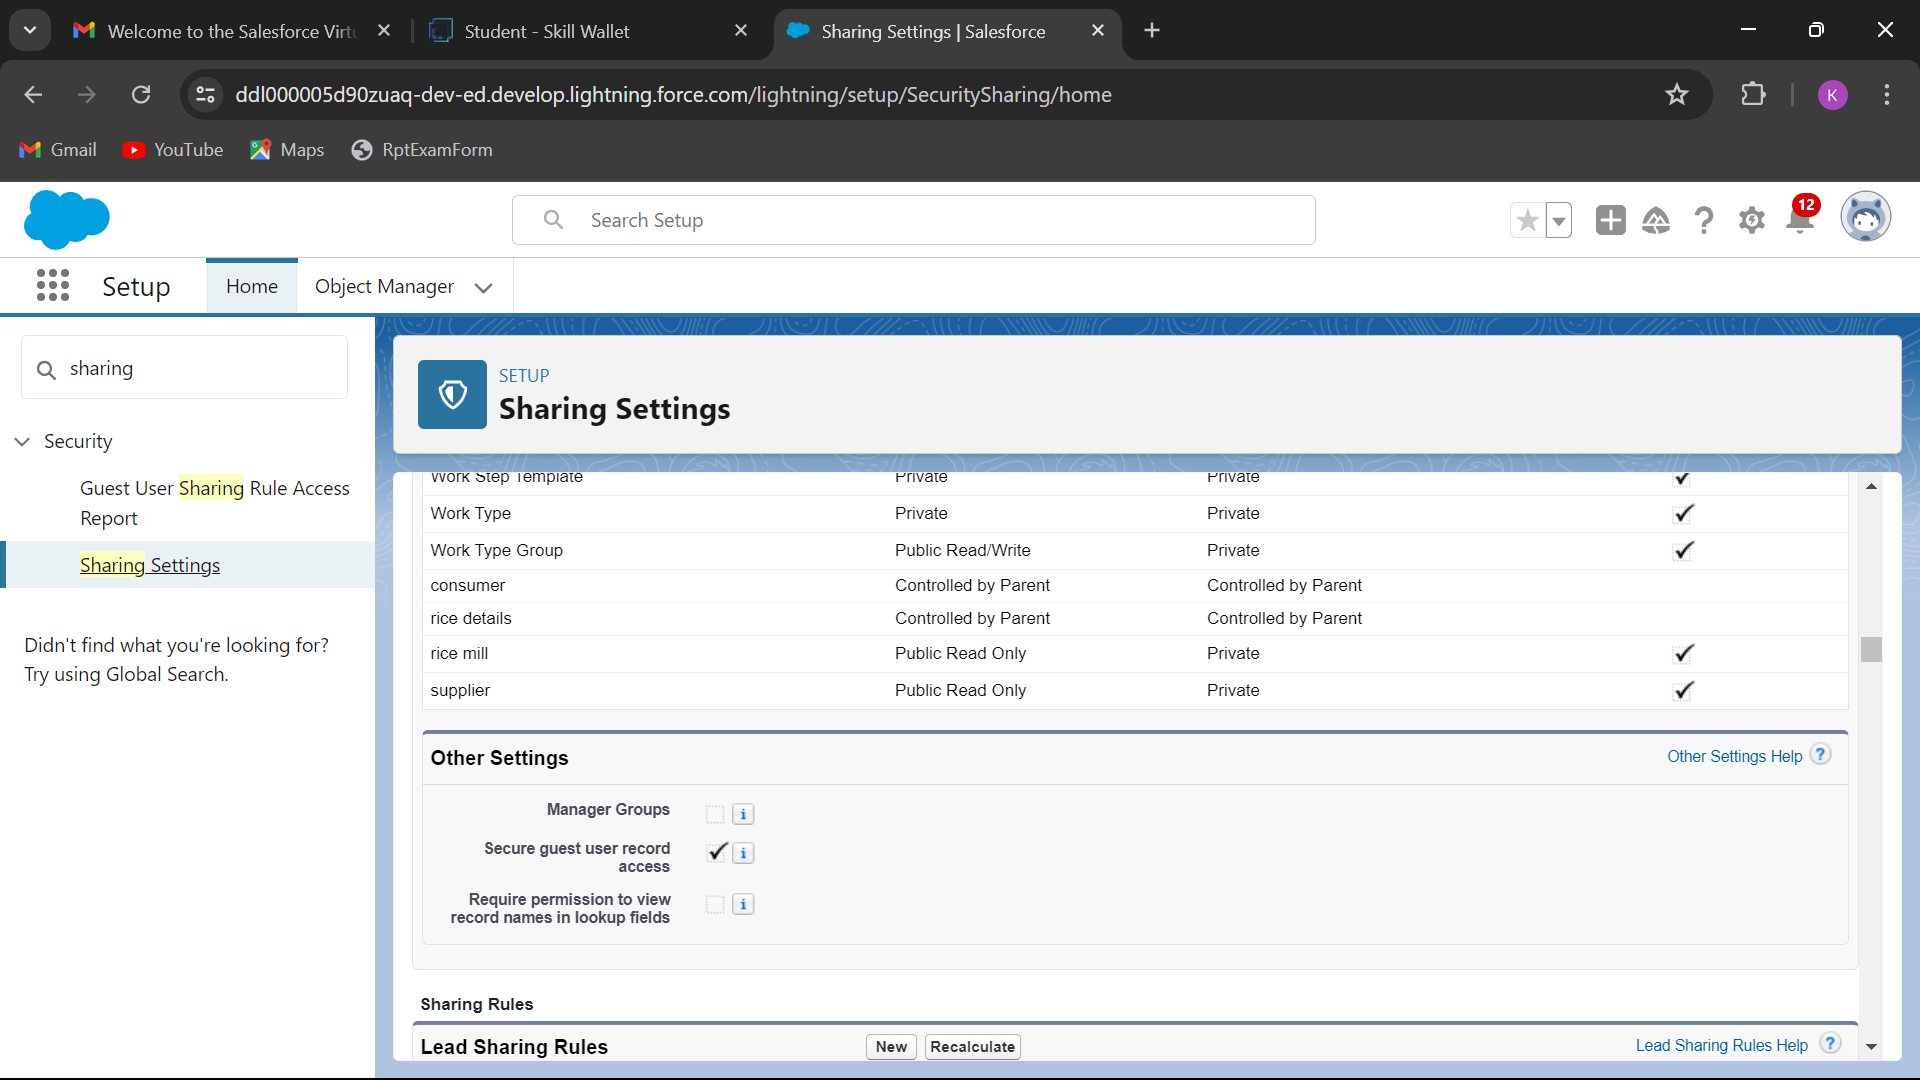 Welcome to the Salesforce Virtu
Student - Skill Wallet
Sharing Settings | Salesforce
ddl000005d90zuaq-dev-ed.develop.lightning.force.com/lightning/setup/SecuritySharing/home
K
Gmail
YouTube
Maps
RptExamForm
Search Setup
12
Setup
Home
Object Manager
sharing
Security
Guest User Sharing Rule Access
Report
Sharing Settings
Didn't find what you're looking for?
Try using Global Search.
SETUP
Sharing Settings
Work Step Template Private Private
Work Type Private Private
Work Type Group Public Read/Write Private
consumer Controlled by Parent Controlled by Parent
rice details Controlled by Parent Controlled by Parent
rice mill Public Read Only Private
supplier Public Read Only Private
Other Settings
Other Settings Help ?
Manager Groups i
Secure guest user record
access i
Require permission to view
record names in lookup fields i
Sharing Rules
Lead Sharing Rules
New
Recalculate
Lead Sharing Rules Help ?